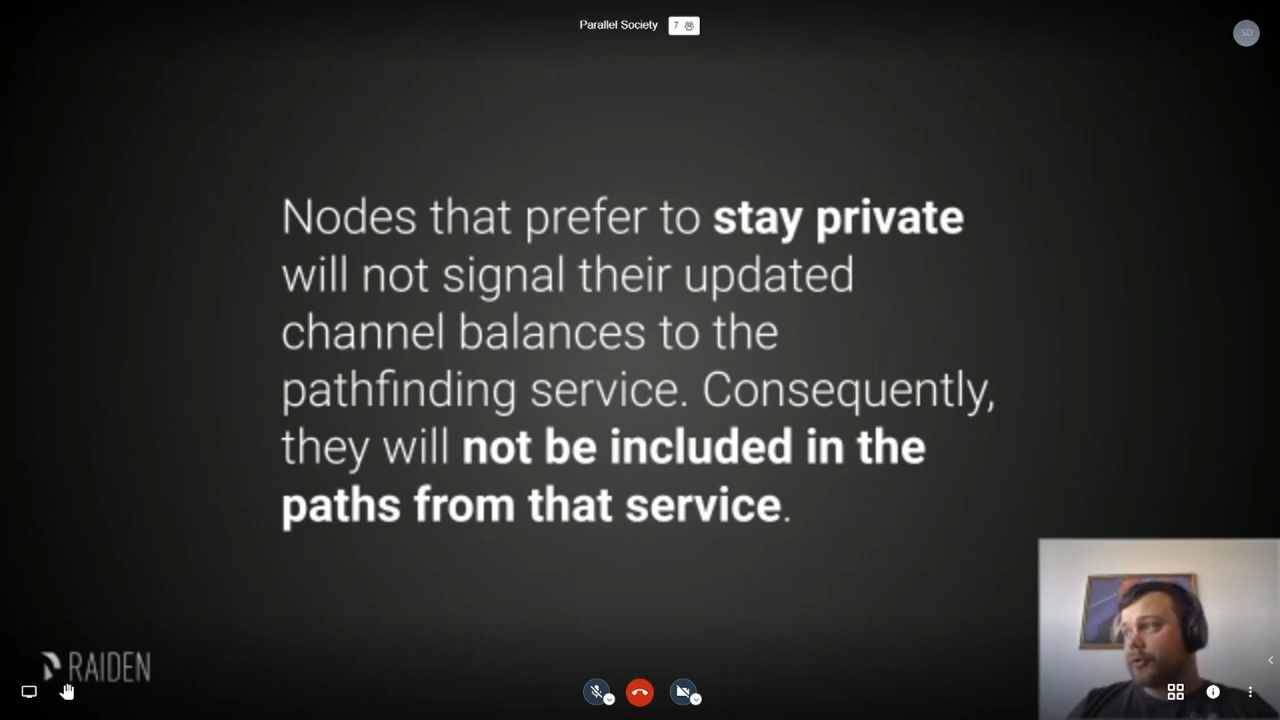 Parallel Society
7
SD
Nodes that prefer to stay private
will not signal their updated
channel balances to the
pathfinding service. Consequently,
they will not be included in the
paths from that service.
RAIDEN